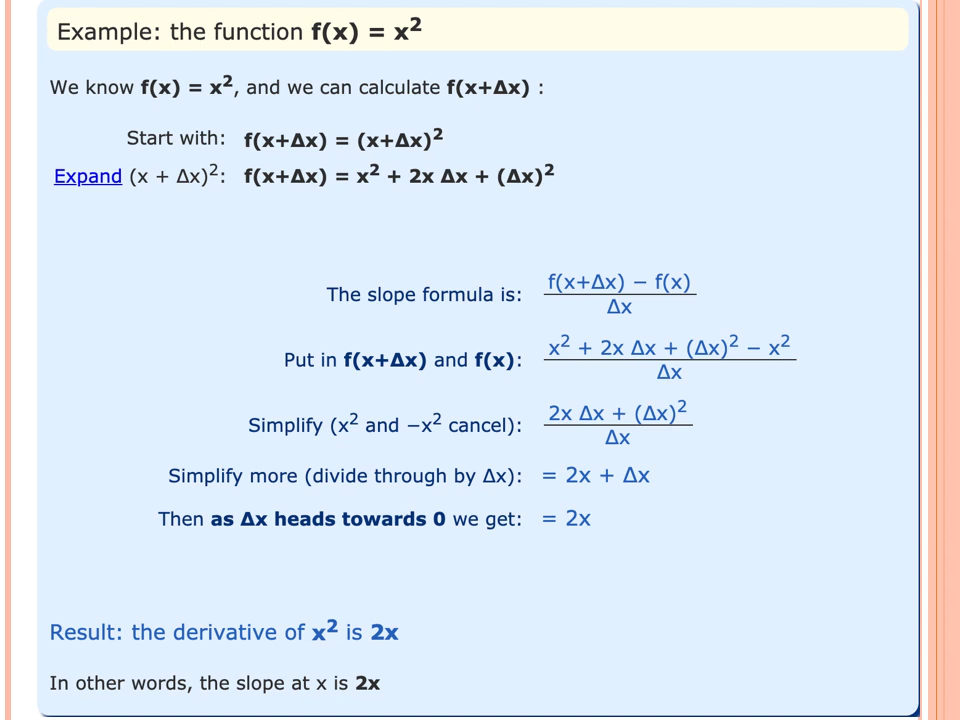 Example: the function f(x) = x²
We know f(x) = x², and we can calculate f(x+Δx) :
Start with: f(x+Δx) = (x+Δx)²
Expand (x + Δx)²: f(x+Δx) = x² + 2x Δx + (Δx)²
The slope formula is: f(x+Δx) − f(x)
Δx
Put in f(x+Δx) and f(x): x² + 2x Δx + (Δx)² − x²
Δx
Simplify (x² and −x² cancel): 2x Δx + (Δx)²
Δx
Simplify more (divide through by Δx): = 2x + Δx
Then as Δx heads towards 0 we get: = 2x
Result: the derivative of x² is 2x
In other words, the slope at x is 2x